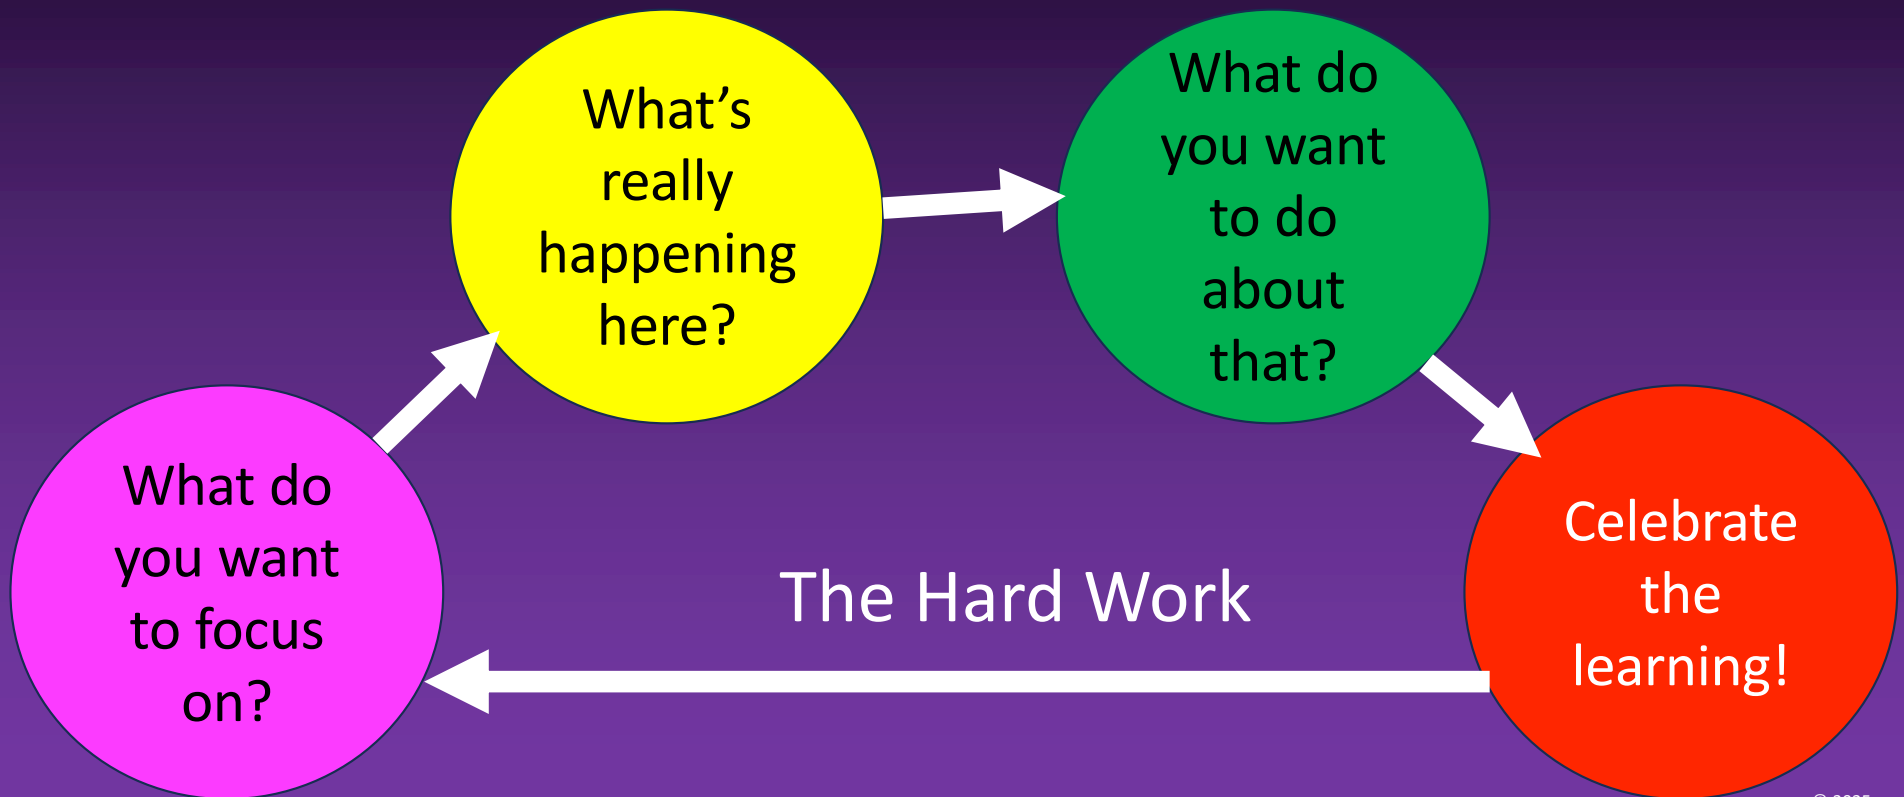 What's
really
happening
here?
What do
you want
to do
about
that?
What do
you want
to focus
on?
The Hard Work
Celebrate
the
learning!